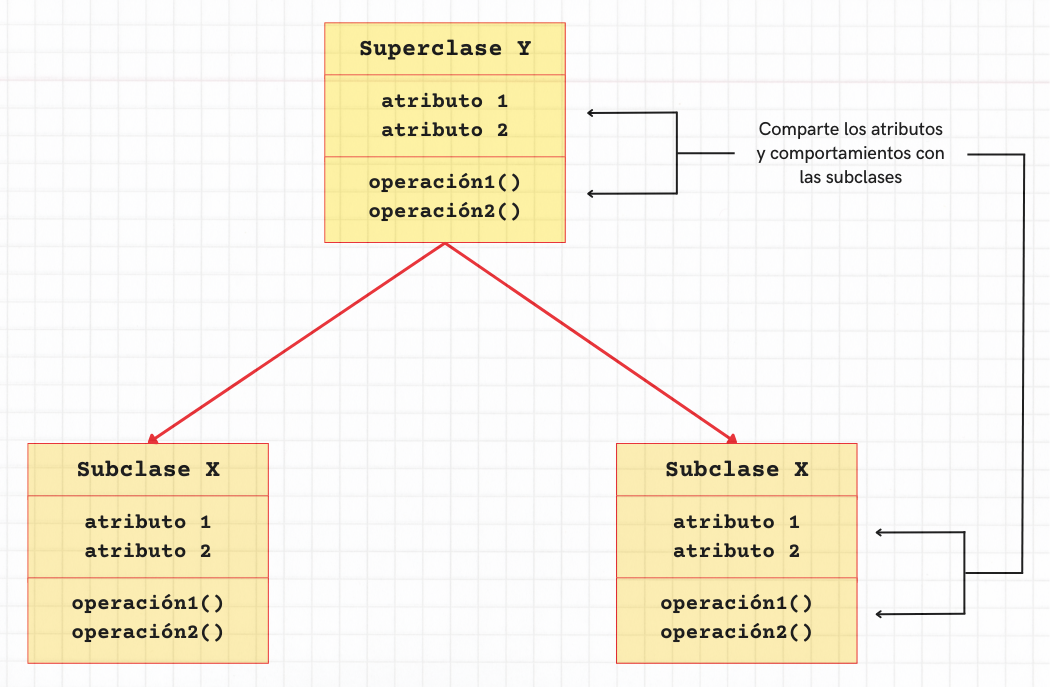 Superclase Y
atributo 1
atributo 2
operación1()
operación2()
Comparte los atributos
y comportamientos con
las subclases
Subclase X
atributo 1
atributo 2
operación1()
operación2()
Subclase X
atributo 1
atributo 2
operación1()
operación2()